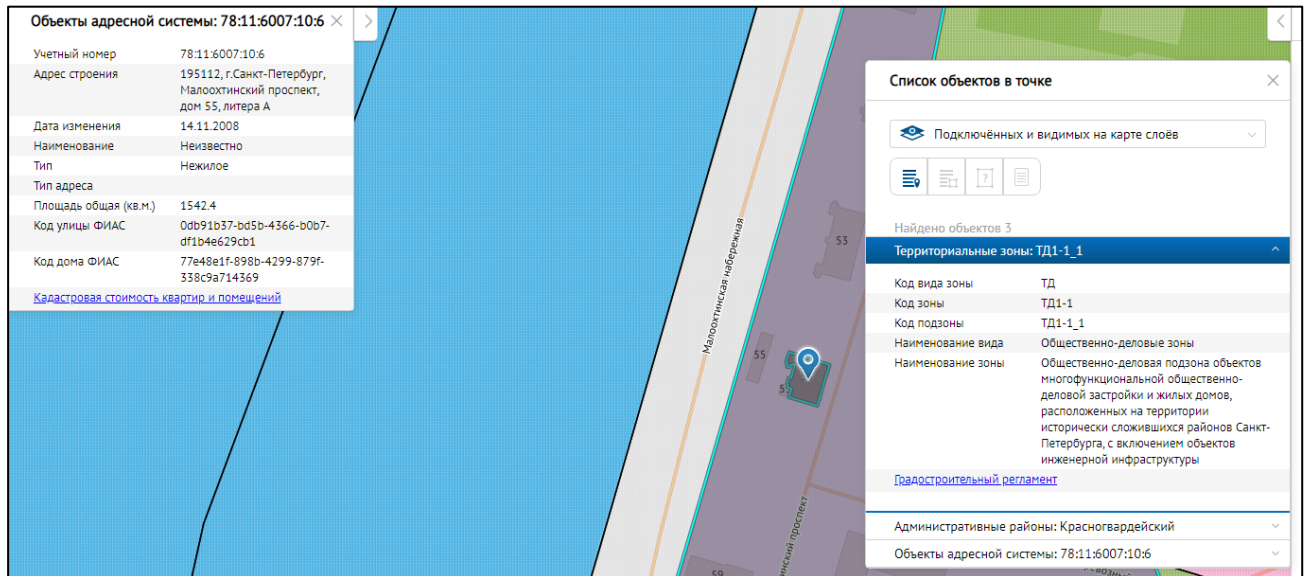 Объекты адресной системы: 78:11:6007:10:6
Учетный номер 78:11:6007:10:6
Адрес строения 195112, г.Санкт-Петербург,
Малоохтинский проспект,
дом 55, литера А
Дата изменения 14.11.2008
Наименование Неизвестно
Тип Нежилое
Тип адреса
Площадь общая (кв.м.) 1542.4
Код улицы ФИАС 0db91b37-bd5b-4366-b0b7-
df1b4e629cb1
Код дома ФИАС 77e48e1f-898b-4299-879f-
338c9a714369
Кадастровая стоимость квартир и помещений
Малоохтинская набережная
53
55
59
Список объектов в точке
Подключённых и видимых на карте слоёв
Найдено объектов 3
Территориальные зоны: ТД1-1_1
Код вида зоны ТД
Код зоны ТД1-1
Код подзоны ТД1-1_1
Наименование вида Общественно-деловые зоны
Наименование зоны Общественно-деловая подзона объектов
многофункциональной общественно-
деловой застройки и жилых домов,
расположенных на территории
исторически сложившихся районов Санкт-
Петербурга, с включением объектов
инженерной инфраструктуры
Градостроительный регламент
Административные районы: Красногвардейский
Объекты адресной системы: 78:11:6007:10:6